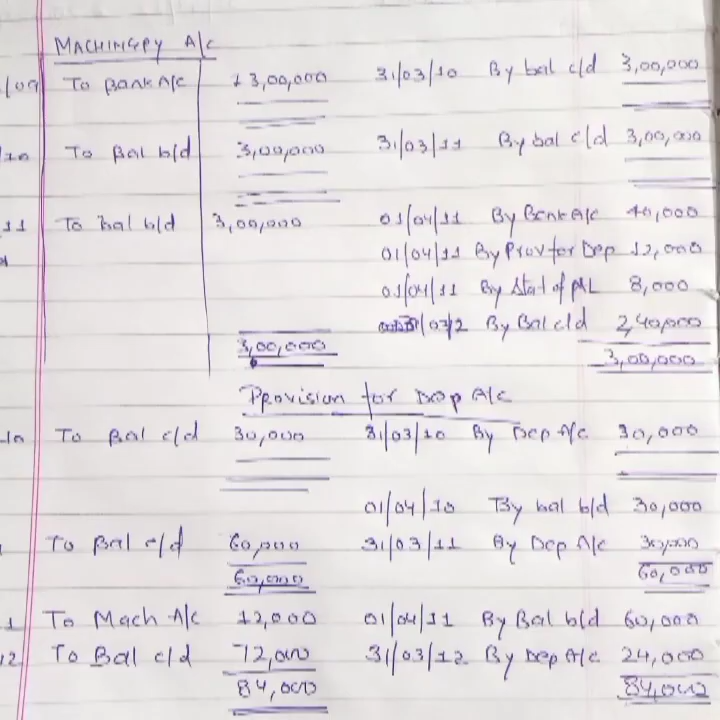 MACHINERY A/C
/09 To Bank A/c 3,00,000 31/03/10 By bal c/d 3,00,000
10 To Bal b/d 3,00,000 31/03/11 By bal c/d 3,00,000
11 To bal b/d 3,00,000 01/04/11 By Bank A/c 40,000
01/04/11 By Prov for Dep 12,000
01/04/11 By Stat of P&L 8,000
/03/12 By Bal c/d 2,40,000
3,00,000 3,00,000
Provision for Dep A/c
10 To Bal c/d 30,000 31/03/10 By Dep A/c 30,000
01/04/10 By bal b/d 30,000
To Bal c/d 60,000 31/03/11 By Dep A/c 30,000
60,000 60,000
1 To Mach A/c 12,000 01/04/11 By Bal b/d 60,000
12 To Bal c/d 72,000 31/03/12 By Dep A/c 24,000
84,000 84,000